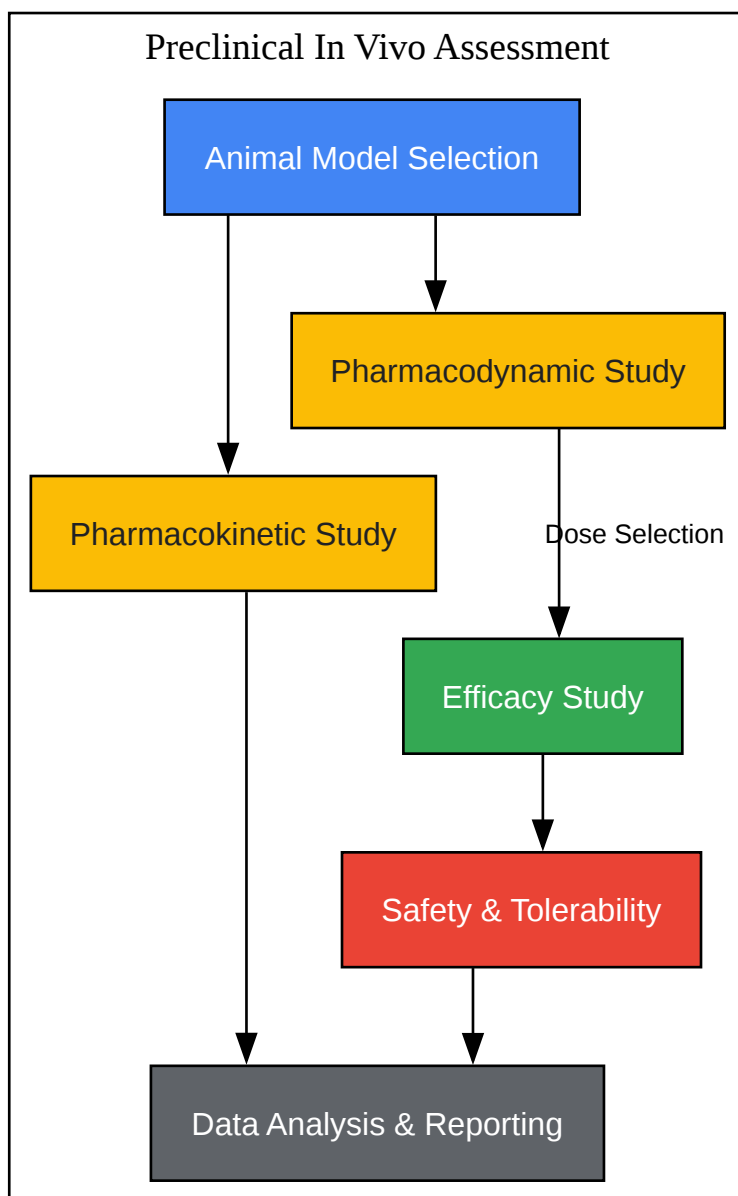 Preclinical In Vivo Assessment
Animal Model Selection
Pharmacodynamic Study
Pharmacokinetic Study
Dose Selection
Efficacy Study
Safety & Tolerability
Data Analysis & Reporting